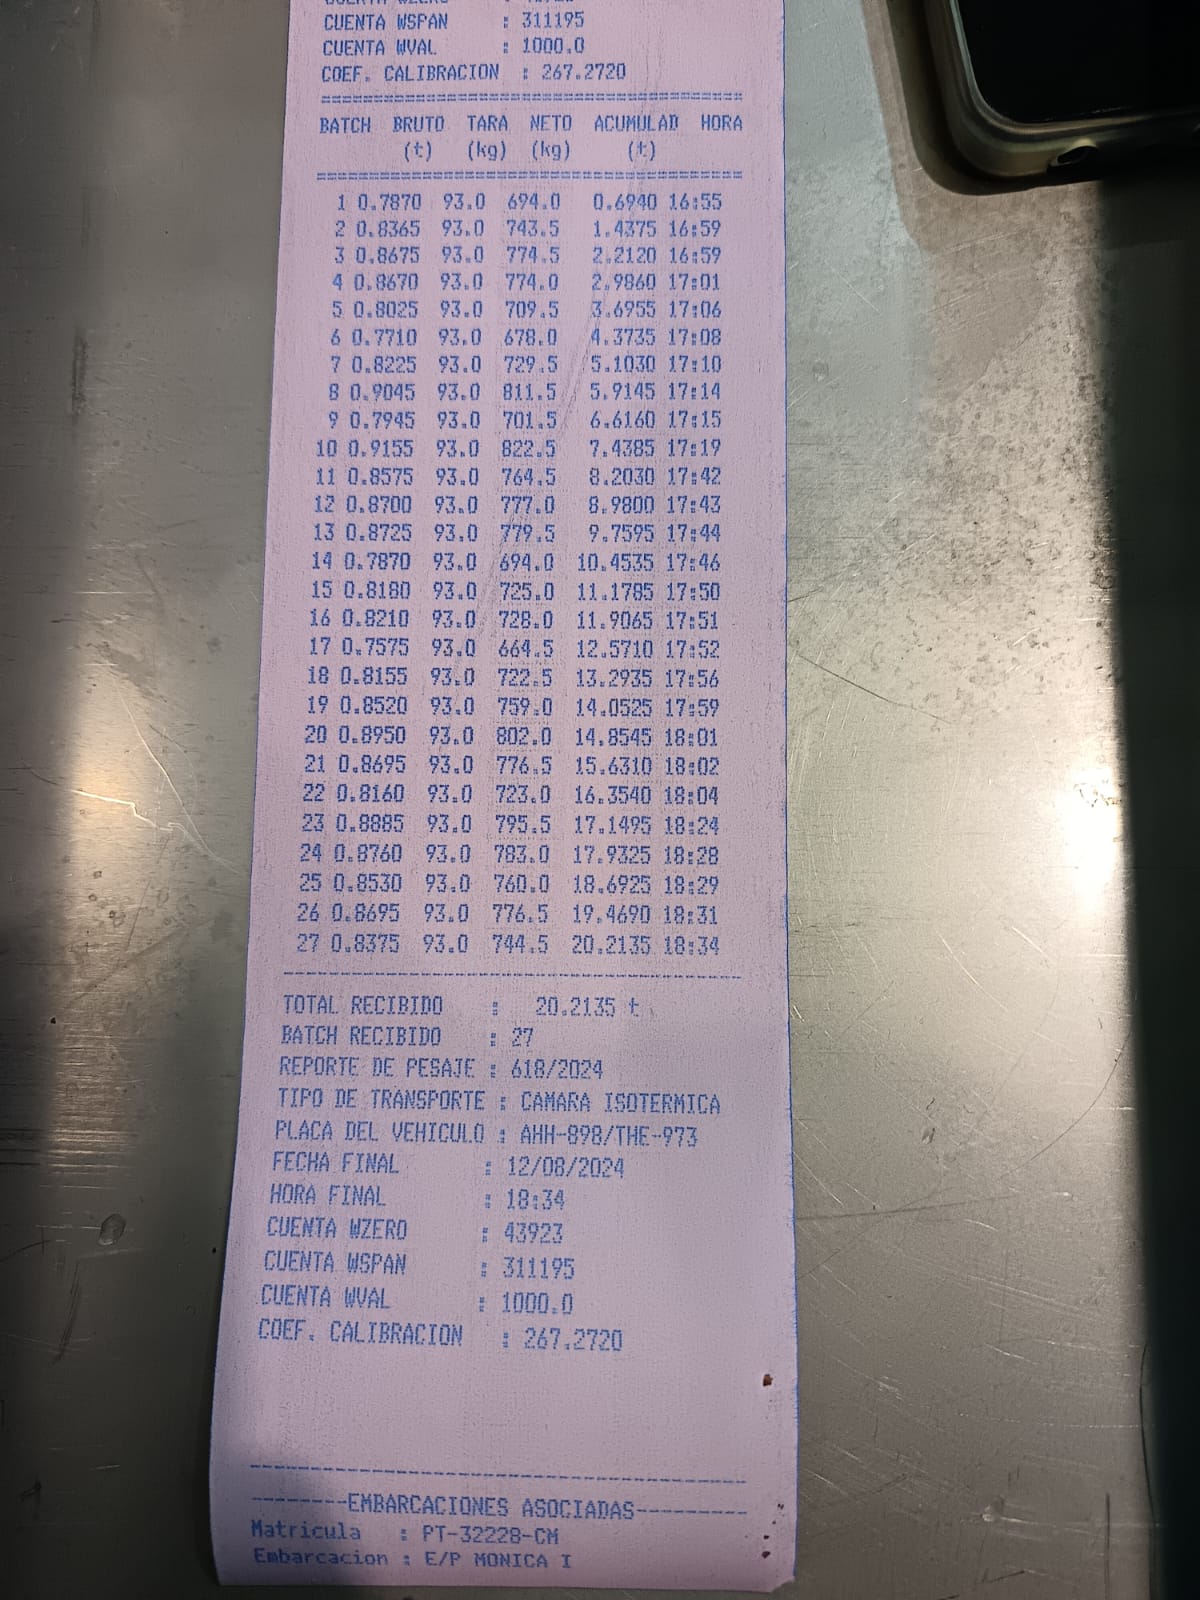 CUENTA WSPAN : 311195
CUENTA WVAL : 1000.0
COEF. CALIBRACION : 267.2720
==========================================
BATCH BRUTO TARA NETO ACUMULAD HORA
(t) (kg) (kg) (t)
==========================================
1 0.7870 93.0 694.0 0.6940 16:55
2 0.8365 93.0 743.5 1.4375 16:59
3 0.8675 93.0 774.5 2.2120 16:59
4 0.8670 93.0 774.0 2.9860 17:01
5 0.8025 93.0 709.5 3.6955 17:06
6 0.7710 93.0 678.0 4.3735 17:08
7 0.8225 93.0 729.5 5.1030 17:10
8 0.9045 93.0 811.5 5.9145 17:14
9 0.7945 93.0 701.5 6.6160 17:15
10 0.9155 93.0 822.5 7.4385 17:19
11 0.8575 93.0 764.5 8.2030 17:42
12 0.8700 93.0 777.0 8.9800 17:43
13 0.8725 93.0 779.5 9.7595 17:44
14 0.7870 93.0 694.0 10.4535 17:46
15 0.8180 93.0 725.0 11.1785 17:50
16 0.8210 93.0 728.0 11.9065 17:51
17 0.7575 93.0 664.5 12.5710 17:52
18 0.8155 93.0 722.5 13.2935 17:56
19 0.8520 93.0 759.0 14.0525 17:59
20 0.8950 93.0 802.0 14.8545 18:01
21 0.8695 93.0 776.5 15.6310 18:02
22 0.8160 93.0 723.0 16.3540 18:04
23 0.8885 93.0 795.5 17.1495 18:24
24 0.8760 93.0 783.0 17.9325 18:28
25 0.8530 93.0 760.0 18.6925 18:29
26 0.8695 93.0 776.5 19.4690 18:31
27 0.8375 93.0 744.5 20.2135 18:34
------------------------------------------
TOTAL RECIBIDO : 20.2135 t
BATCH RECIBIDO : 27
REPORTE DE PESAJE : 618/2024
TIPO DE TRANSPORTE : CAMARA ISOTERMICA
PLACA DEL VEHICULO : AHH-898/THE-973
FECHA FINAL : 12/08/2024
HORA FINAL : 18:34
CUENTA WZERO : 43923
CUENTA WSPAN : 311195
CUENTA WVAL : 1000.0
COEF. CALIBRACION : 267.2720
------------------------------------------
--------EMBARCACIONES ASOCIADAS---------
Matricula : PT-32228-CM
Embarcacion : E/P MONICA I